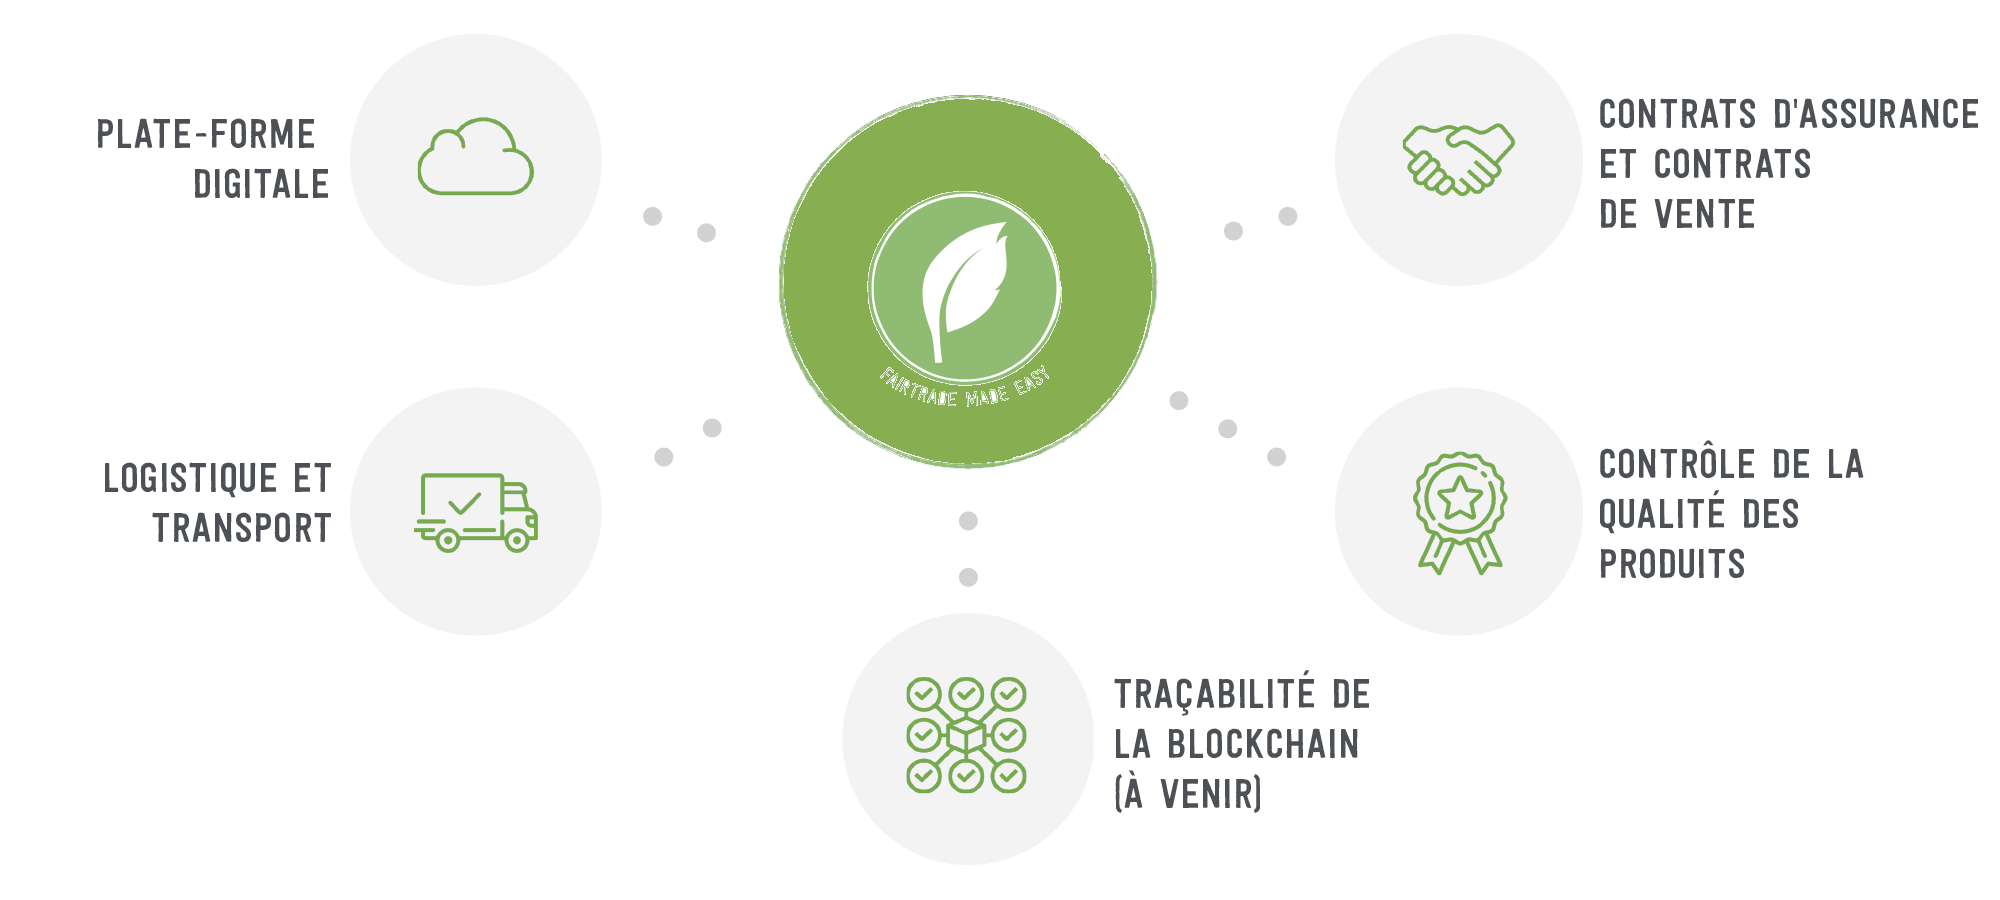 PLATE-FORME
DIGITALE
CONTRATS D'ASSURANCE
ET CONTRATS
DE VENTE
FAIRTRADE MADE EASY
LOGISTIQUE ET
TRANSPORT
CONTRÔLE DE LA
QUALITÉ DES
PRODUITS
TRAÇABILITÉ DE
LA BLOCKCHAIN
(À VENIR)